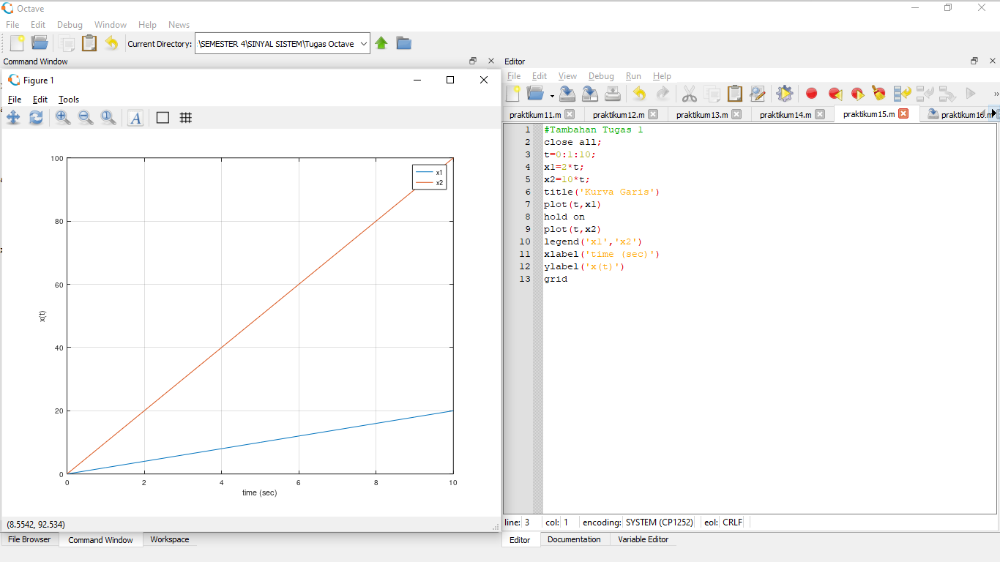 Octave
File Edit Debug Window Help News
Current Directory: :\SEMESTER 4\SINYAL SISTEM\Tugas Octave
Command Window
Figure 1
File Edit Tools
A
100
80
60
40
20
0
0 2 4 6 8 10
x(t)
time (sec)
x1
x2
(8.5542, 92.534)
File Browser Command Window Workspace
Editor
File Edit View Debug Run Help
praktikum11.m praktikum12.m praktikum13.m praktikum14.m praktikum15.m praktikum16.m
1 #Tambahan Tugas 1
2 close all;
3 t=0:1:10;
4 x1=2*t;
5 x2=10*t;
6 title('Kurva Garis')
7 plot(t,x1)
8 hold on
9 plot(t,x2)
10 legend('x1','x2')
11 xlabel('time (sec)')
12 ylabel('x(t)')
13 grid
line: 3 col: 1 encoding: SYSTEM (CP1252) eol: CRLF
Editor Documentation Variable Editor